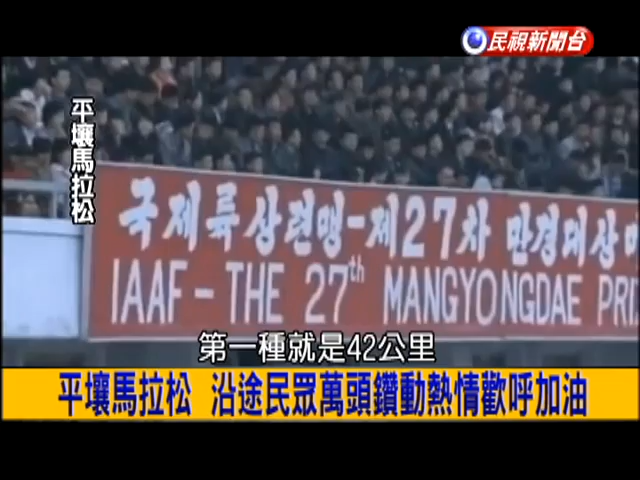 民視新聞台
平壤馬拉松
국제륙상련맹-제27차 만경대상마
IAAF - THE 27th MANGYONGDAE PRI
第一種就是42公里
平壤馬拉松 沿途民眾萬頭鑽動熱情歡呼加油